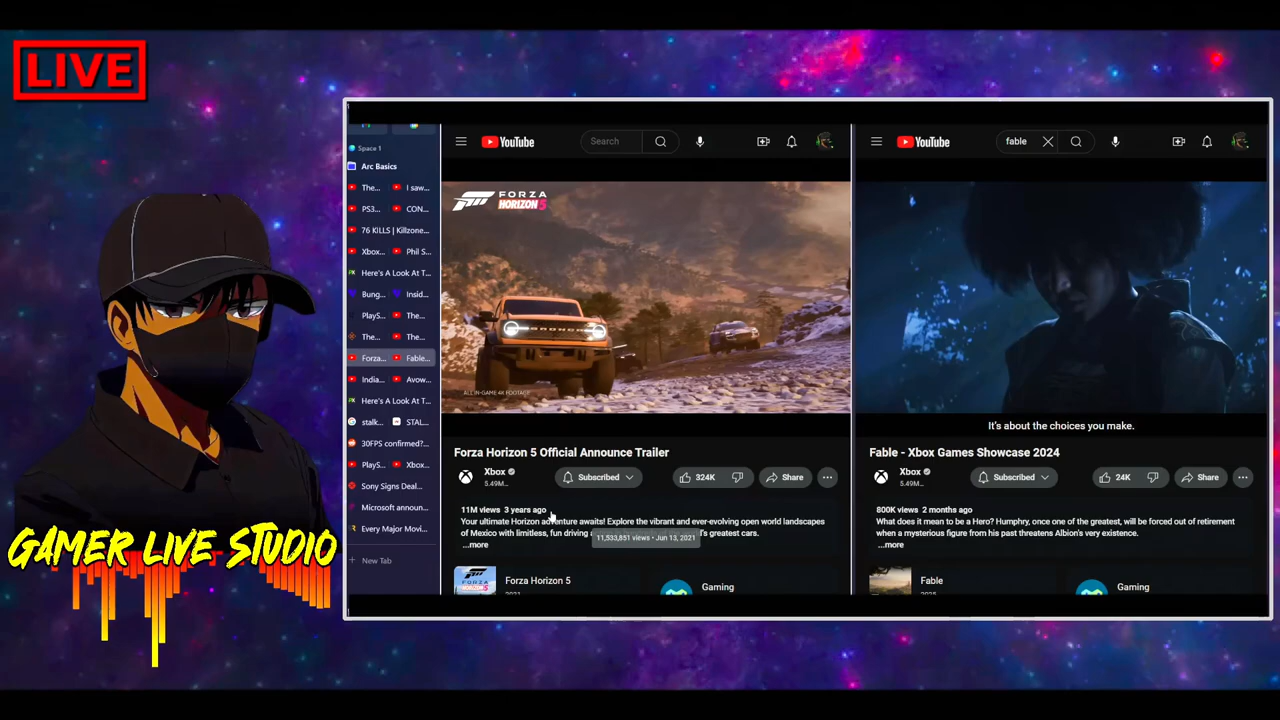 LIVE
Space 1
Arc Basics
The...
I saw...
PS3...
CON...
76 KILLS | Killzone...
Xbox...
Phil S...
Here's A Look At T...
Bung...
Insid...
PlayS...
The...
The...
The...
Forza...
Fable...
India...
Avow...
Here's A Look At T...
stalk...
STAL...
30FPS confirmed?...
PlayS...
Xbox...
Sony Signs Deal...
Microsoft announ...
Every Major Movi...
New Tab
YouTube
Search
FORZA
HORIZON 5
BRONCO
ALL IN-GAME 4K FOOTAGE
Forza Horizon 5 Official Announce Trailer
Xbox
5.49M...
Subscribed
324K
Share
11M views 3 years ago
Your ultimate Horizon adventure awaits! Explore the vibrant and ever-evolving open world landscapes
of Mexico with limitless, fun driving
's greatest cars.
...more
11,533,851 views • Jun 13, 2021
Forza Horizon 5
2021
Gaming
YouTube
fable
It's about the choices you make.
Fable - Xbox Games Showcase 2024
Xbox
5.49M...
Subscribed
24K
Share
800K views 2 months ago
What does it mean to be a Hero? Humphry, once one of the greatest, will be forced out of retirement
when a mysterious figure from his past threatens Albion's very existence.
...more
Fable
2025
Gaming
GAMER LIVE STUDIO